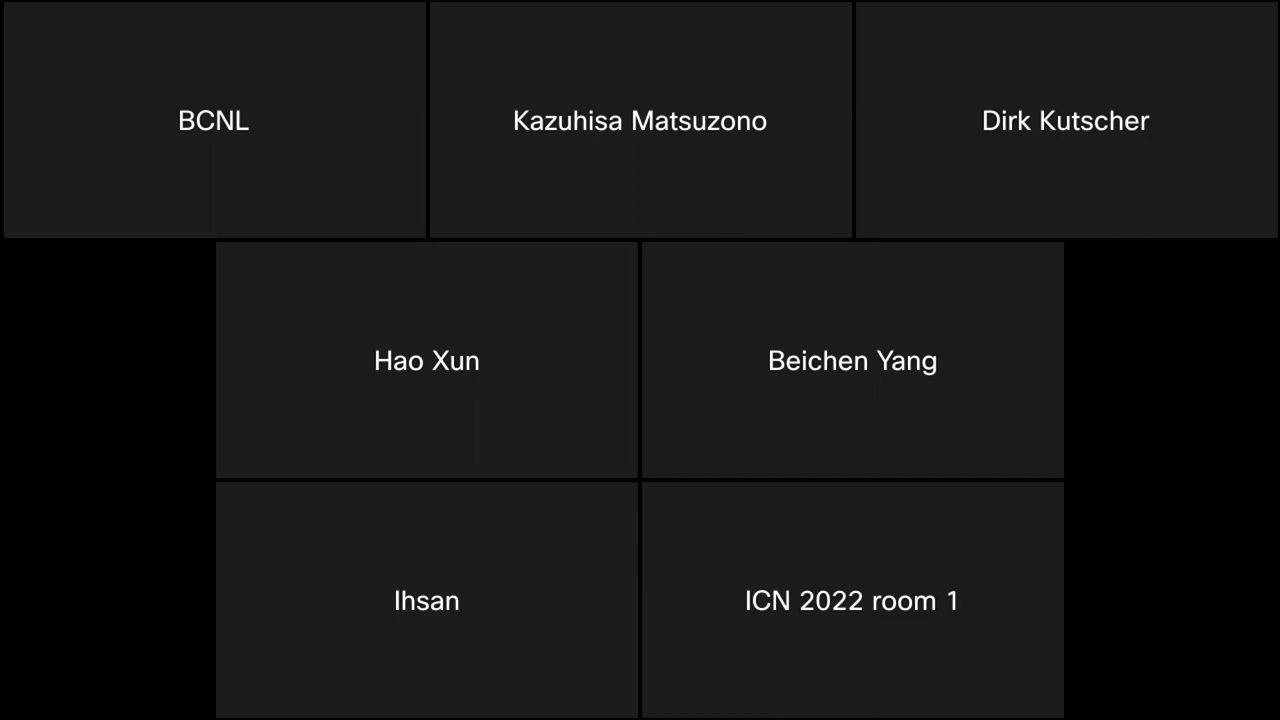 BCNL
Kazuhisa Matsuzono
Dirk Kutscher
Hao Xun
Beichen Yang
Ihsan
ICN 2022 room 1